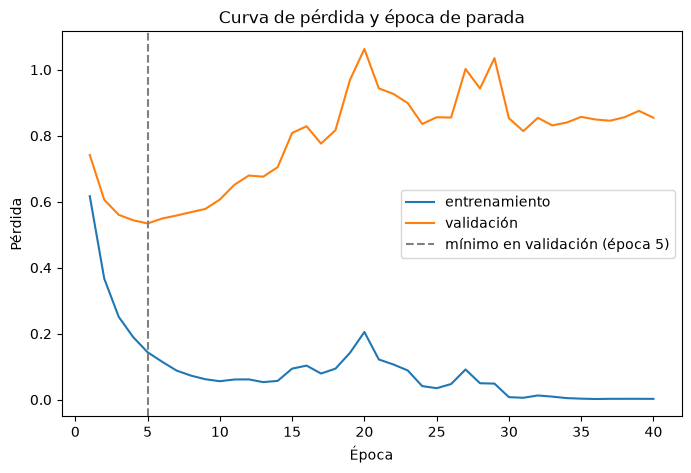 Curva de pérdida y época de parada
Pérdida
1.0
0.8
0.6
0.4
0.2
0.0
entrenamiento
validación
mínimo en validación (época 5)
0 5 10 15 20 25 30 35 40
Época